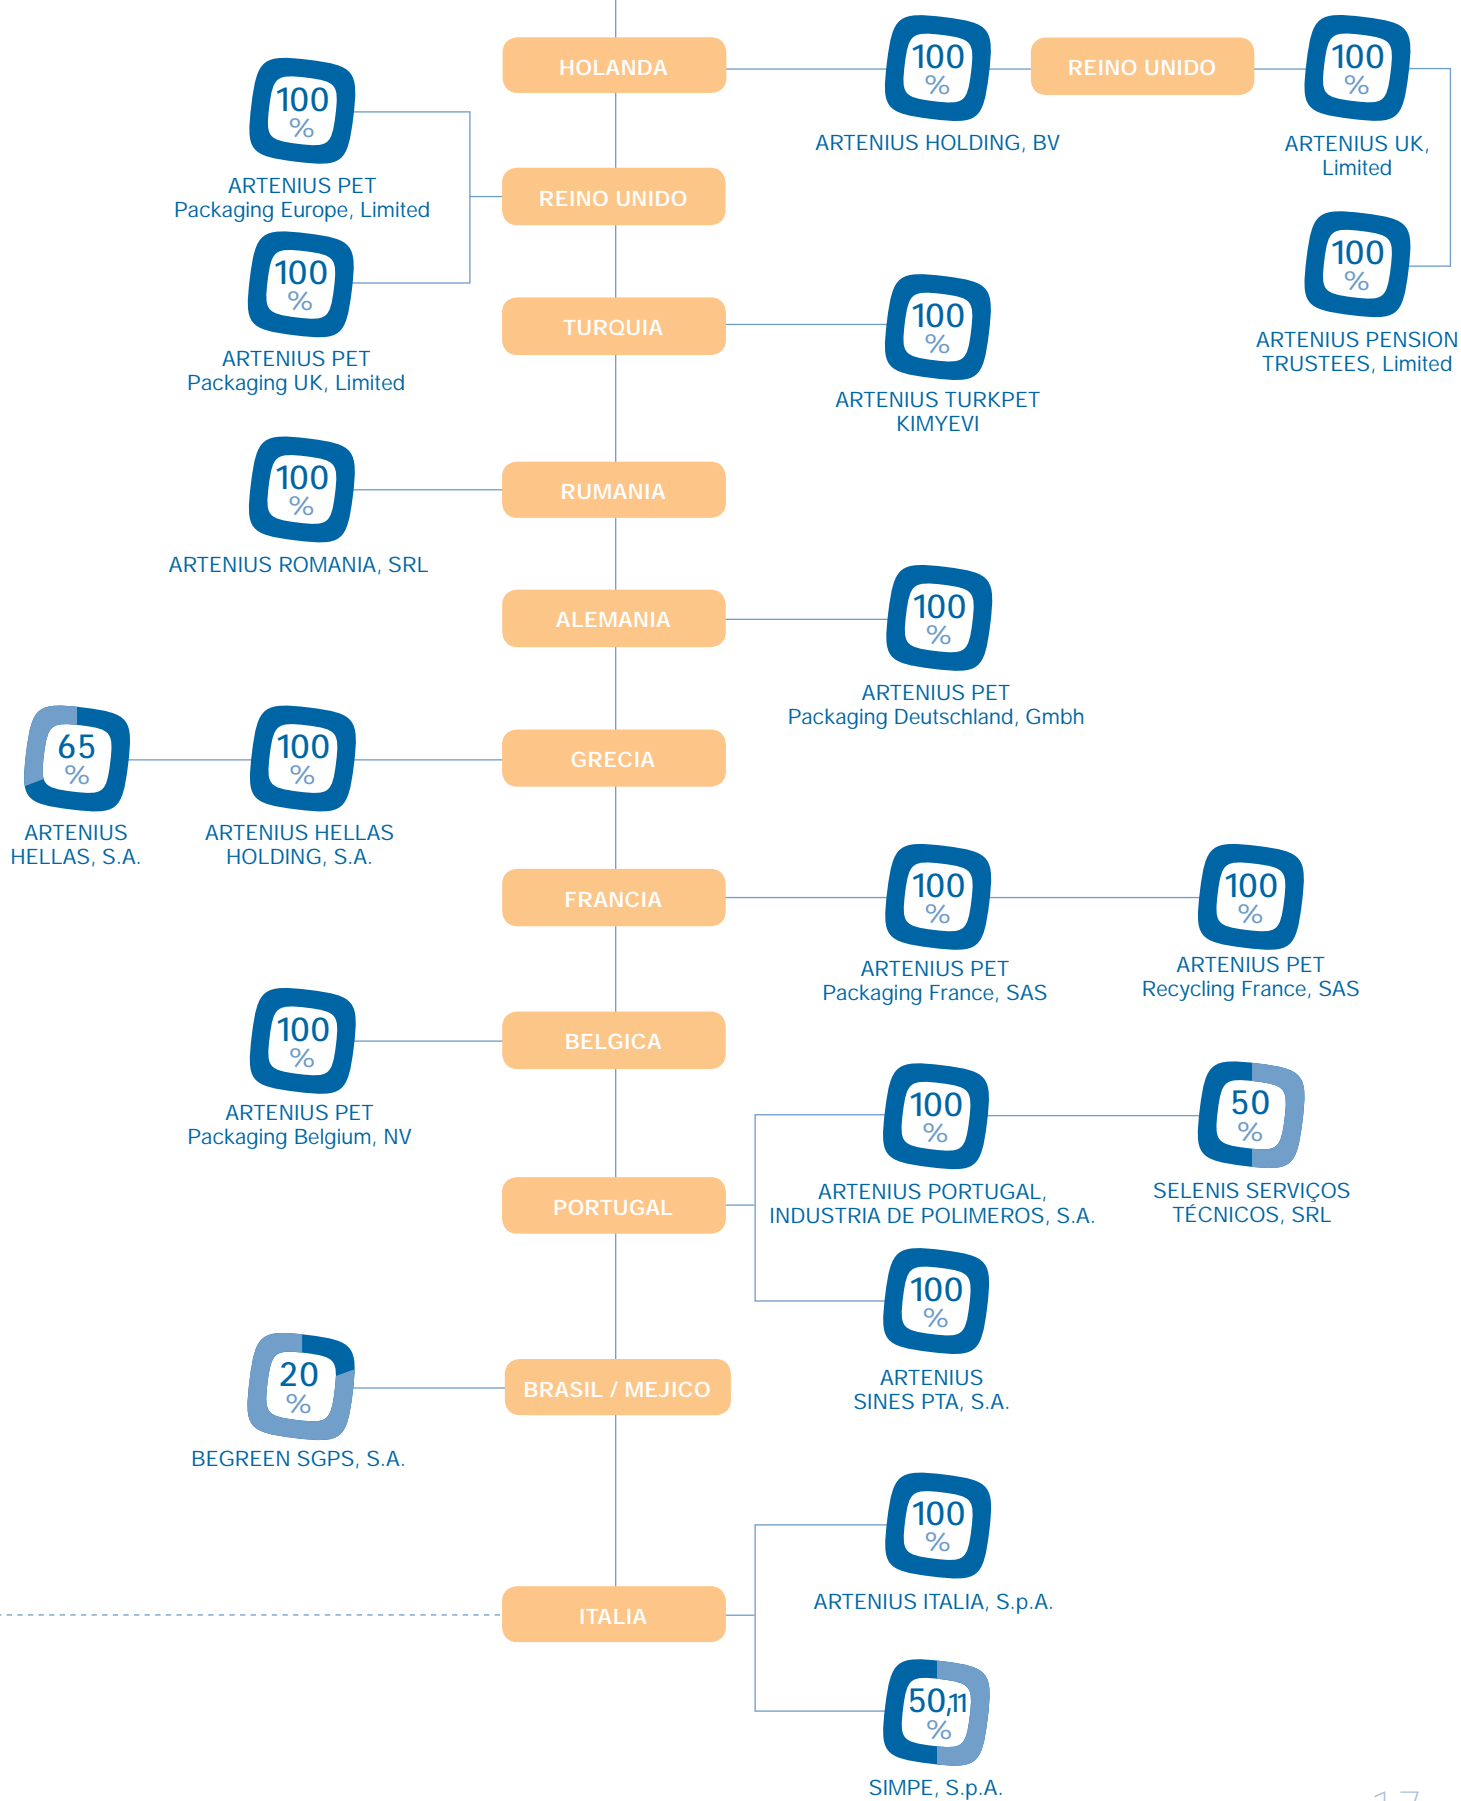 HOLANDA
100
%
ARTENIUS HOLDING, BV
REINO UNIDO
100
%
ARTENIUS UK,
Limited
100
%
ARTENIUS PENSION
TRUSTEES, Limited
100
%
ARTENIUS PET
Packaging Europe, Limited
REINO UNIDO
100
%
ARTENIUS PET
Packaging UK, Limited
TURQUIA
100
%
ARTENIUS TURKPET
KIMYEVI
100
%
ARTENIUS ROMANIA, SRL
RUMANIA
ALEMANIA
100
%
ARTENIUS PET
Packaging Deutschland, Gmbh
65
%
ARTENIUS
HELLAS, S.A.
100
%
ARTENIUS HELLAS
HOLDING, S.A.
GRECIA
FRANCIA
100
%
ARTENIUS PET
Packaging France, SAS
100
%
ARTENIUS PET
Recycling France, SAS
100
%
ARTENIUS PET
Packaging Belgium, NV
BELGICA
PORTUGAL
100
%
ARTENIUS PORTUGAL,
INDUSTRIA DE POLIMEROS, S.A.
50
%
SELENIS SERVIÇOS
TÉCNICOS, SRL
100
%
ARTENIUS
SINES PTA, S.A.
20
%
BEGREEN SGPS, S.A.
BRASIL / MEJICO
ITALIA
100
%
ARTENIUS ITALIA, S.p.A.
50,11
%
SIMPE, S.p.A.